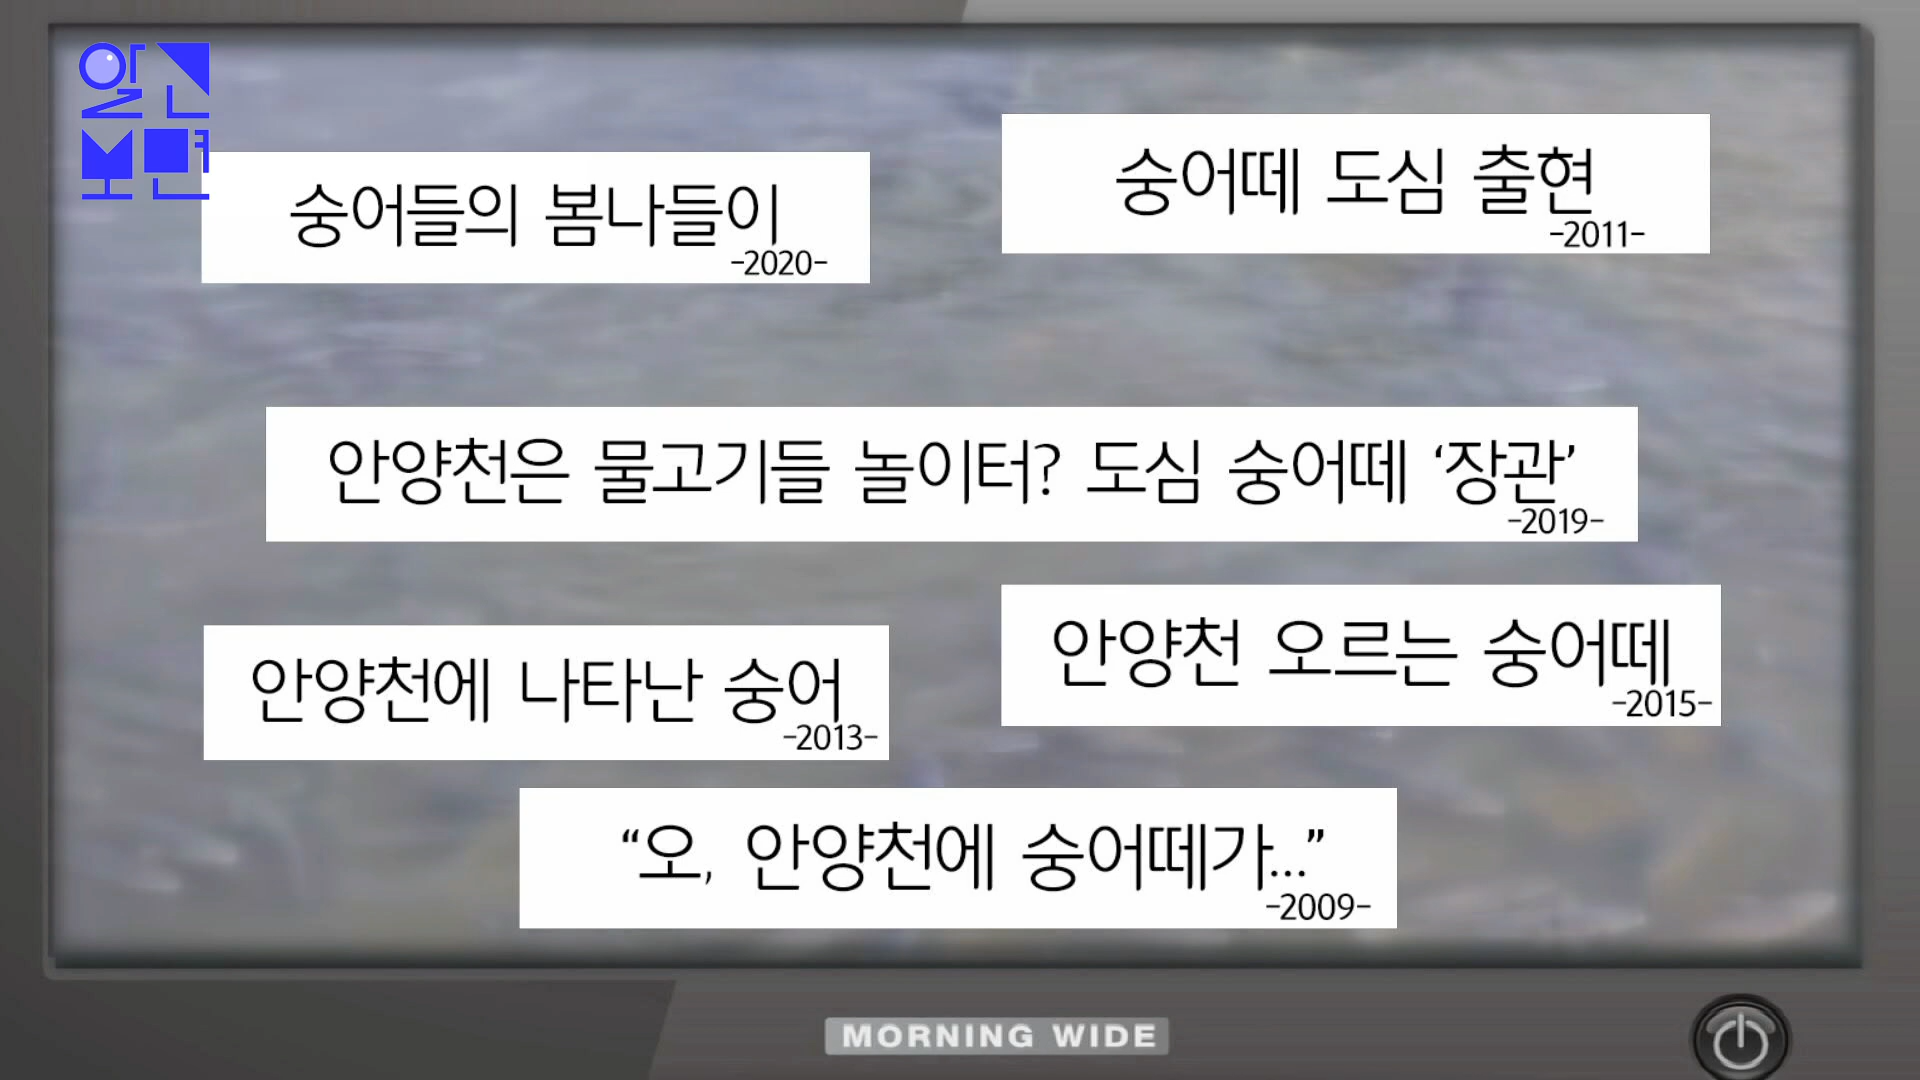 알고보면
숭어들의 봄나들이
-2020-
숭어떼 도심 출현
-2011-
안양천은 물고기들 놀이터? 도심 숭어떼 ‘장관’
-2019-
안양천에 나타난 숭어
-2013-
안양천 오르는 숭어떼
-2015-
“오, 안양천에 숭어떼가...”
-2009-
MORNING WIDE